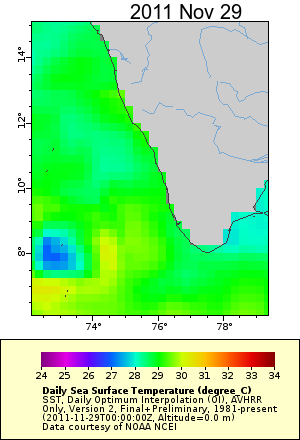 2011 Nov 29
14°
12°
10°
8°
74°
76°
78°
24 25 26 27 28 29 30 31 32 33 34
Daily Sea Surface Temperature (degree_C)
SST, Daily Optimum Interpolation (OI), AVHRR
Only, Version 2, Final+Preliminary, 1981-present
(2011-11-29T00:00:00Z, Altitude=0.0 m)
Data courtesy of NOAA NCEI